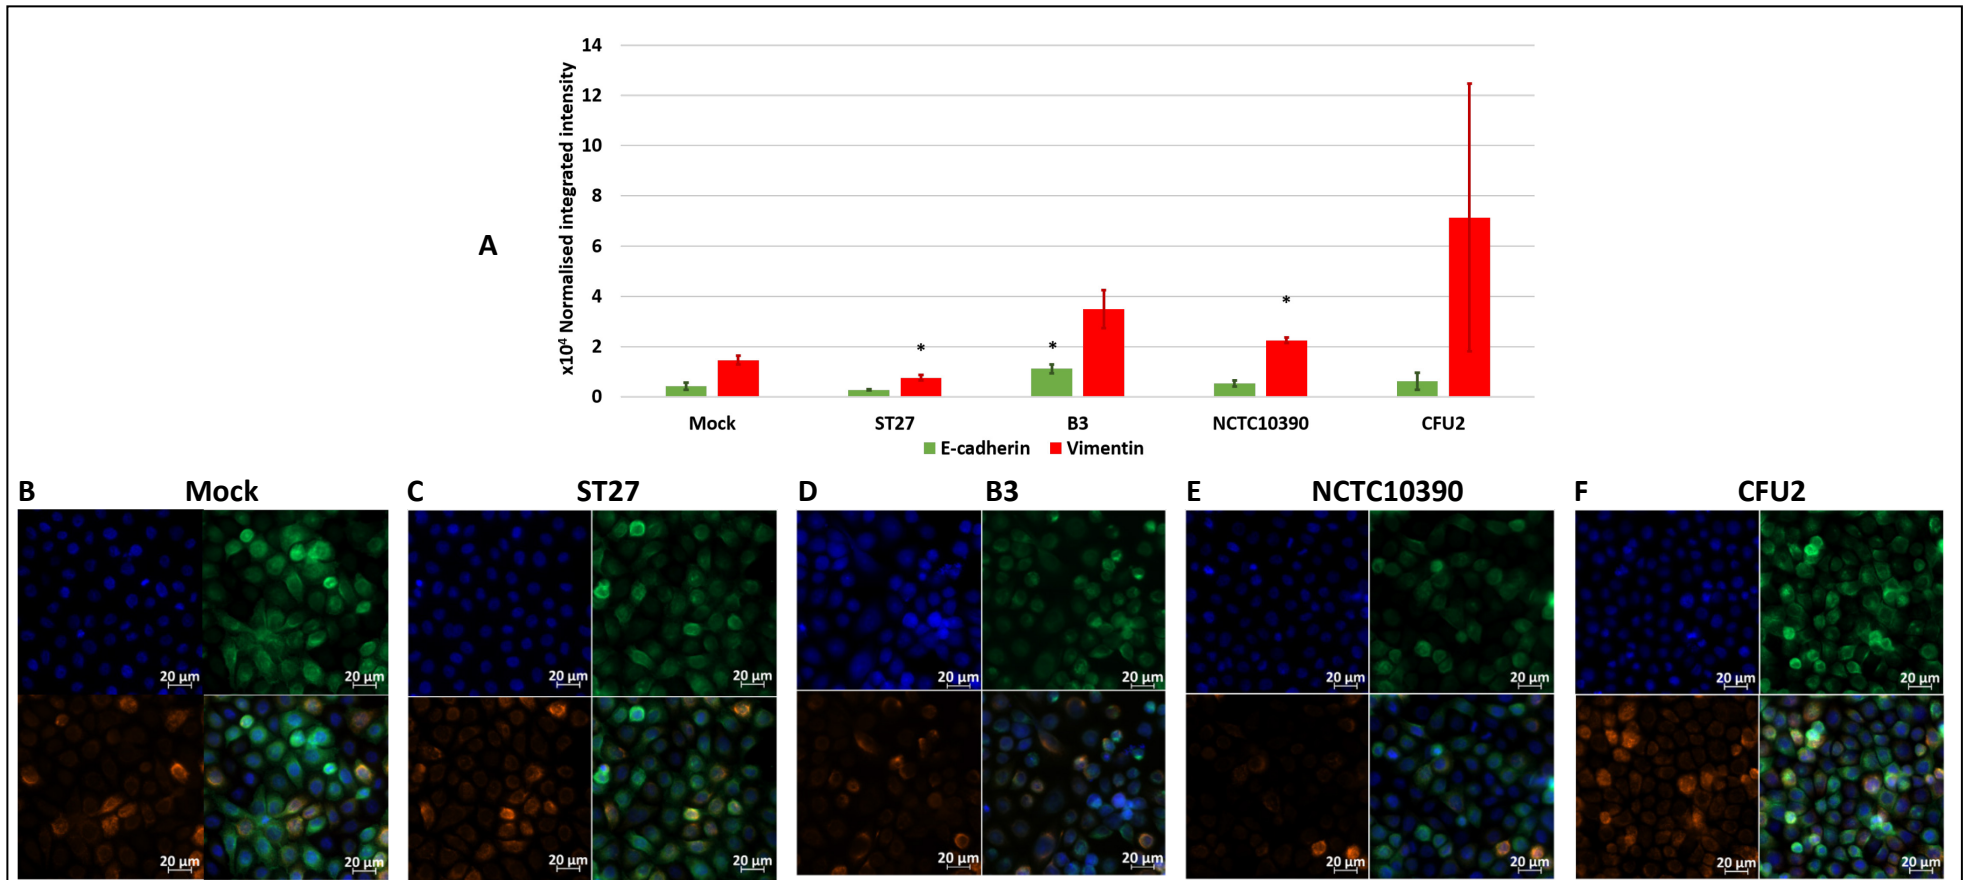 A
x10⁴ Normalised integrated intensity
14
12
10
8
6
4
2
0
*
*
*
Mock ST27 B3 NCTC10390 CFU2
E-cadherin Vimentin
B Mock C ST27 D B3 E NCTC10390 F CFU2
20 µm 20 µm 20 µm 20 µm 20 µm 20 µm 20 µm 20 µm 20 µm 20 µm
20 µm 20 µm 20 µm 20 µm 20 µm 20 µm 20 µm 20 µm 20 µm 20 µm